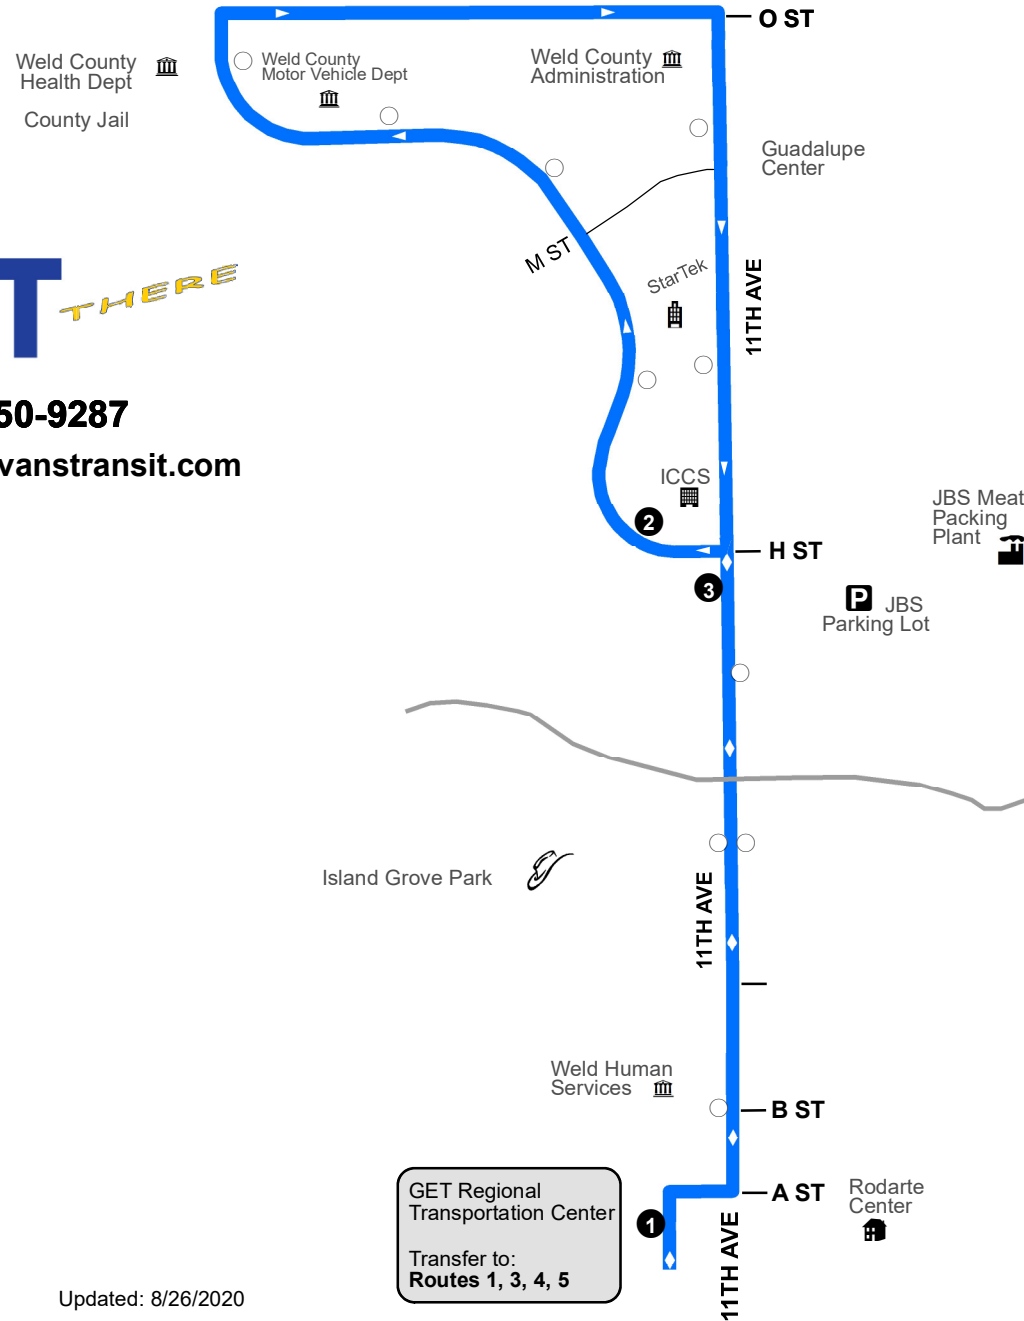 O ST
Weld County
Health Dept
Weld County
Motor Vehicle Dept
Weld County
Administration
County Jail
Guadalupe
Center
M ST
T
THERE
StarTek
11TH AVE
50-9287
vanstransit.com
ICCS
2
JBS Meat
Packing
Plant
H ST
3
P
JBS
Parking Lot
Island Grove Park
11TH AVE
Weld Human
Services
B ST
GET Regional
Transportation Center
Transfer to:
Routes 1, 3, 4, 5
1
A ST
Rodarte
Center
11TH AVE
Updated: 8/26/2020